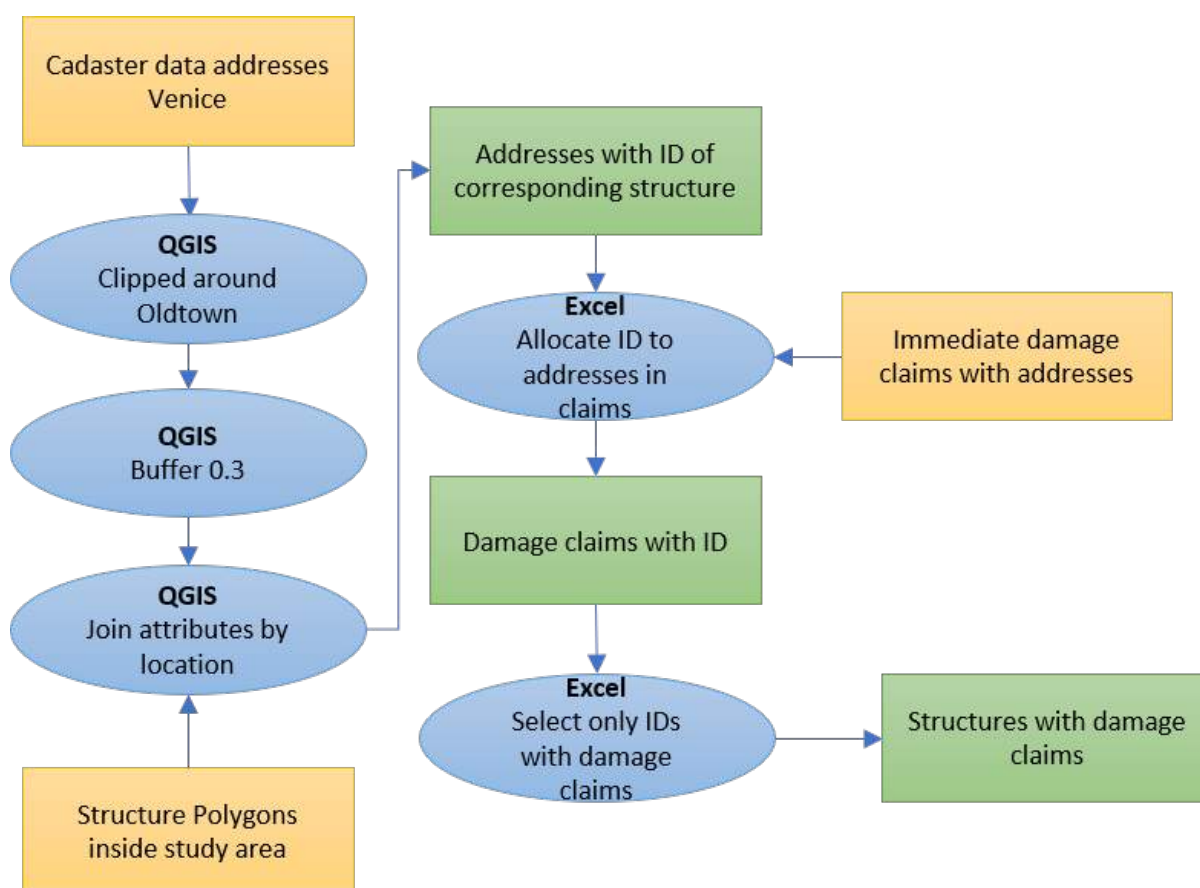 Cadaster data addresses
Venice
QGIS
Clipped around
Oldtown
QGIS
Buffer 0.3
QGIS
Join attributes by
location
Structure Polygons
inside study area
Addresses with ID of
corresponding structure
Excel
Allocate ID to
addresses in
claims
Immediate damage
claims with addresses
Damage claims with ID
Excel
Select only IDs
with damage
claims
Structures with damage
claims